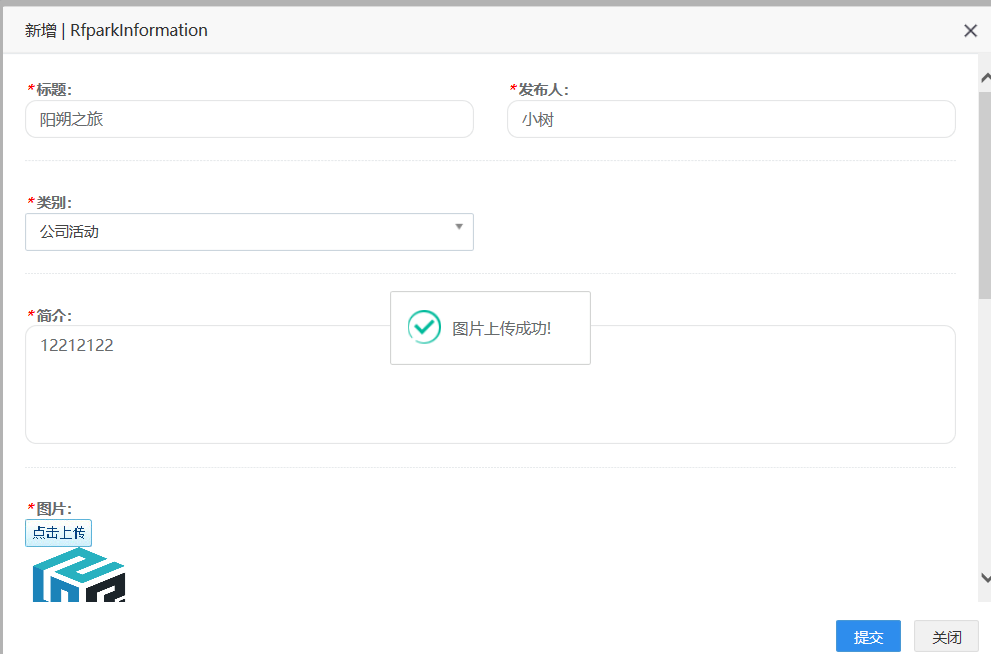 新增 | RfparkInformation
*标题:
*发布人:
阳朔之旅
小树
*类别:
公司活动
*简介:
图片上传成功!
12212122
*图片:
点击上传
提交
关闭